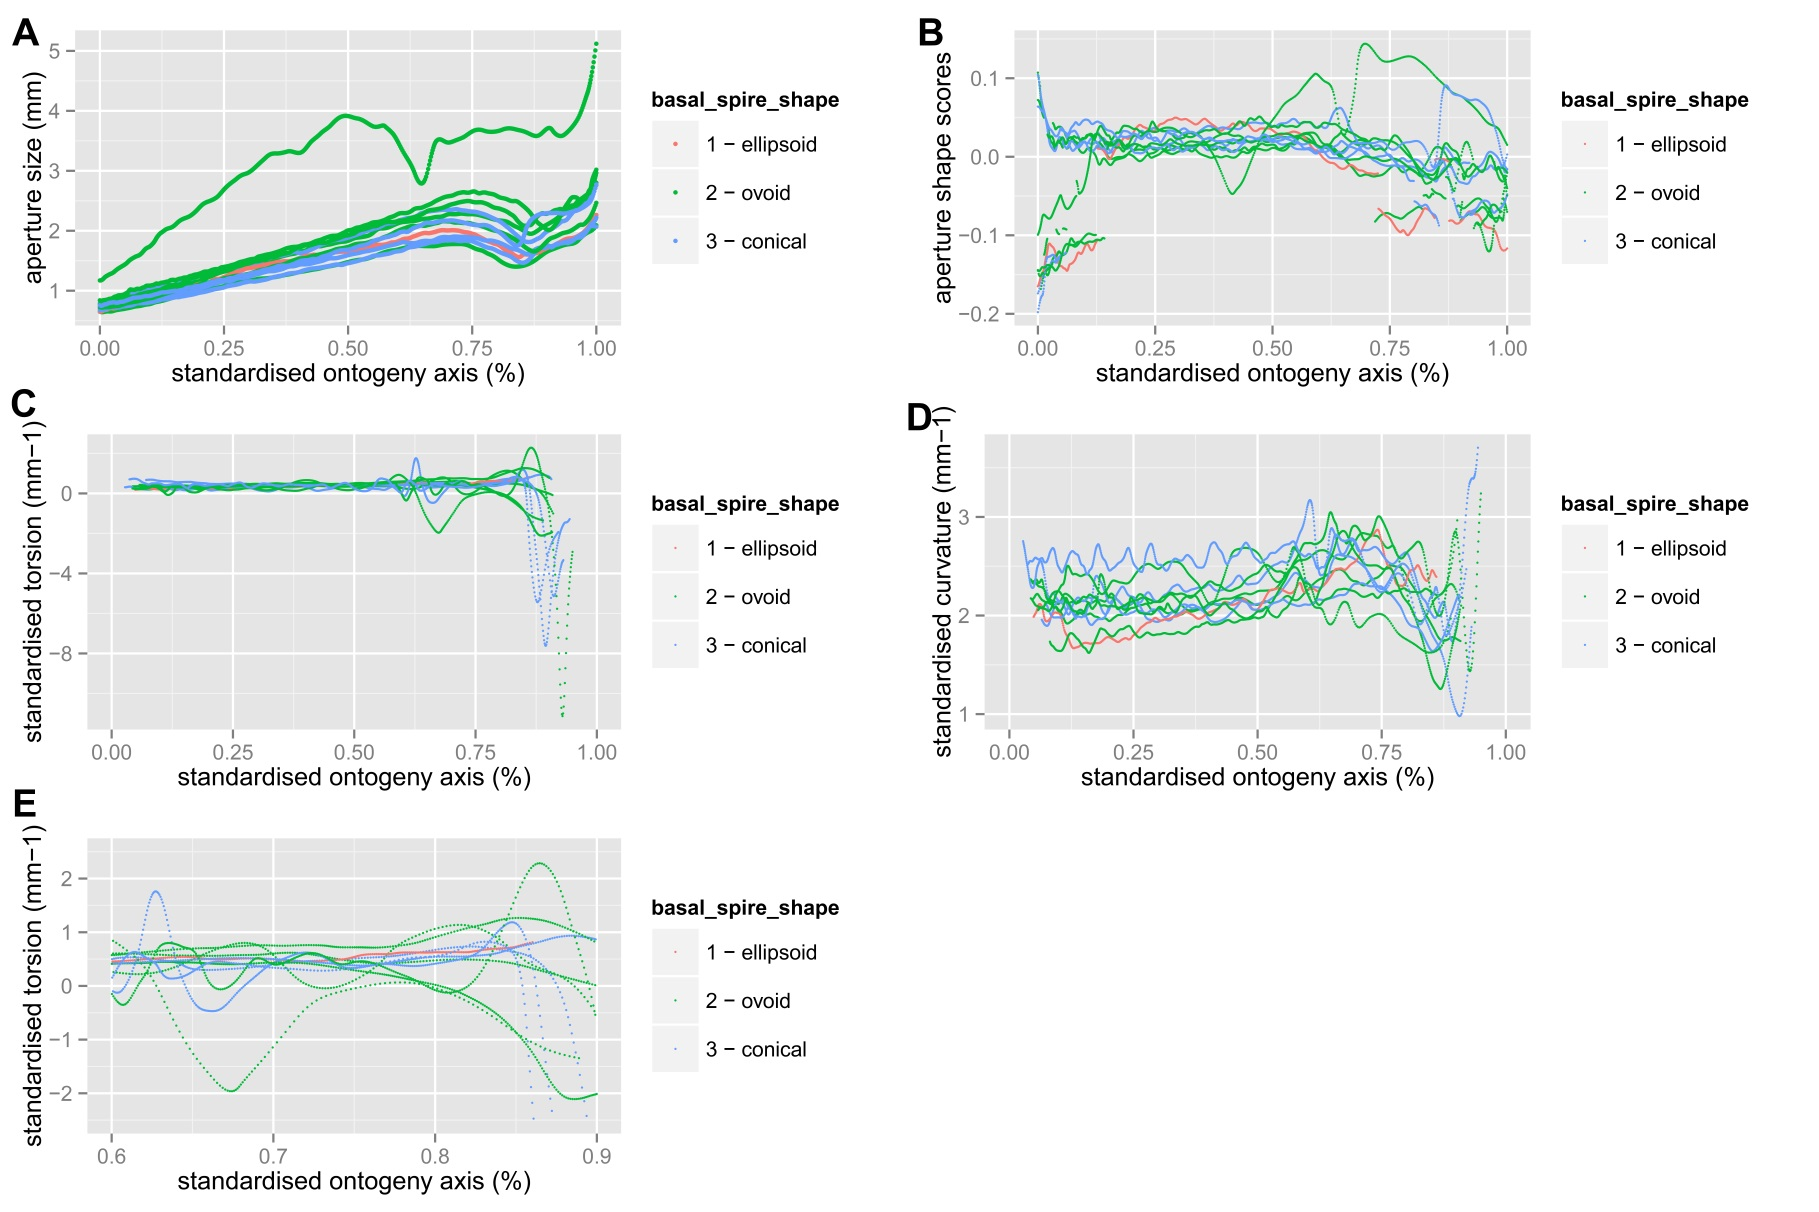 A
aperture size (mm)
5
4
3
2
1
0.00 0.25 0.50 0.75 1.00
standardised ontogeny axis (%)
basal_spire_shape
1 − ellipsoid
2 − ovoid
3 − conical
B
aperture shape scores
0.1
0.0
−0.1
−0.2
0.00 0.25 0.50 0.75 1.00
standardised ontogeny axis (%)
basal_spire_shape
1 − ellipsoid
2 − ovoid
3 − conical
C
standardised torsion (mm−1)
0
−4
−8
0.00 0.25 0.50 0.75 1.00
standardised ontogeny axis (%)
basal_spire_shape
1 − ellipsoid
2 − ovoid
3 − conical
D
standardised curvature (mm−1)
3
2
1
0.00 0.25 0.50 0.75 1.00
standardised ontogeny axis (%)
basal_spire_shape
1 − ellipsoid
2 − ovoid
3 − conical
E
standardised torsion (mm−1)
2
1
0
−1
−2
0.6 0.7 0.8 0.9
standardised ontogeny axis (%)
basal_spire_shape
1 − ellipsoid
2 − ovoid
3 − conical